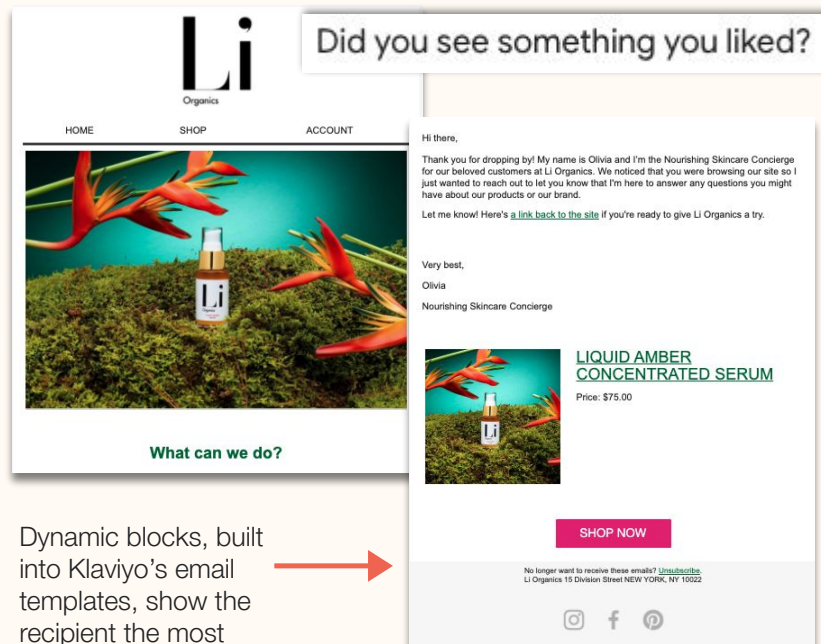 Li
Organics
Did you see something you liked?
HOME SHOP ACCOUNT
Li
Organics
What can we do?
Hi there,
Thank you for dropping by! My name is Olivia and I'm the Nourishing Skincare Concierge
for our beloved customers at Li Organics. We noticed that you were browsing our site so I
just wanted to reach out to let you know that I'm here to answer any questions you might
have about our products or our brand.
Let me know! Here's a link back to the site if you're ready to give Li Organics a try.
Very best,
Olivia
Nourishing Skincare Concierge
Li
LIQUID AMBER
CONCENTRATED SERUM
Price: $75.00
SHOP NOW
No longer want to receive these emails? Unsubscribe.
Li Organics 15 Division Street NEW YORK, NY 10022
Dynamic blocks, built
into Klaviyo's email
templates, show the
recipient the most